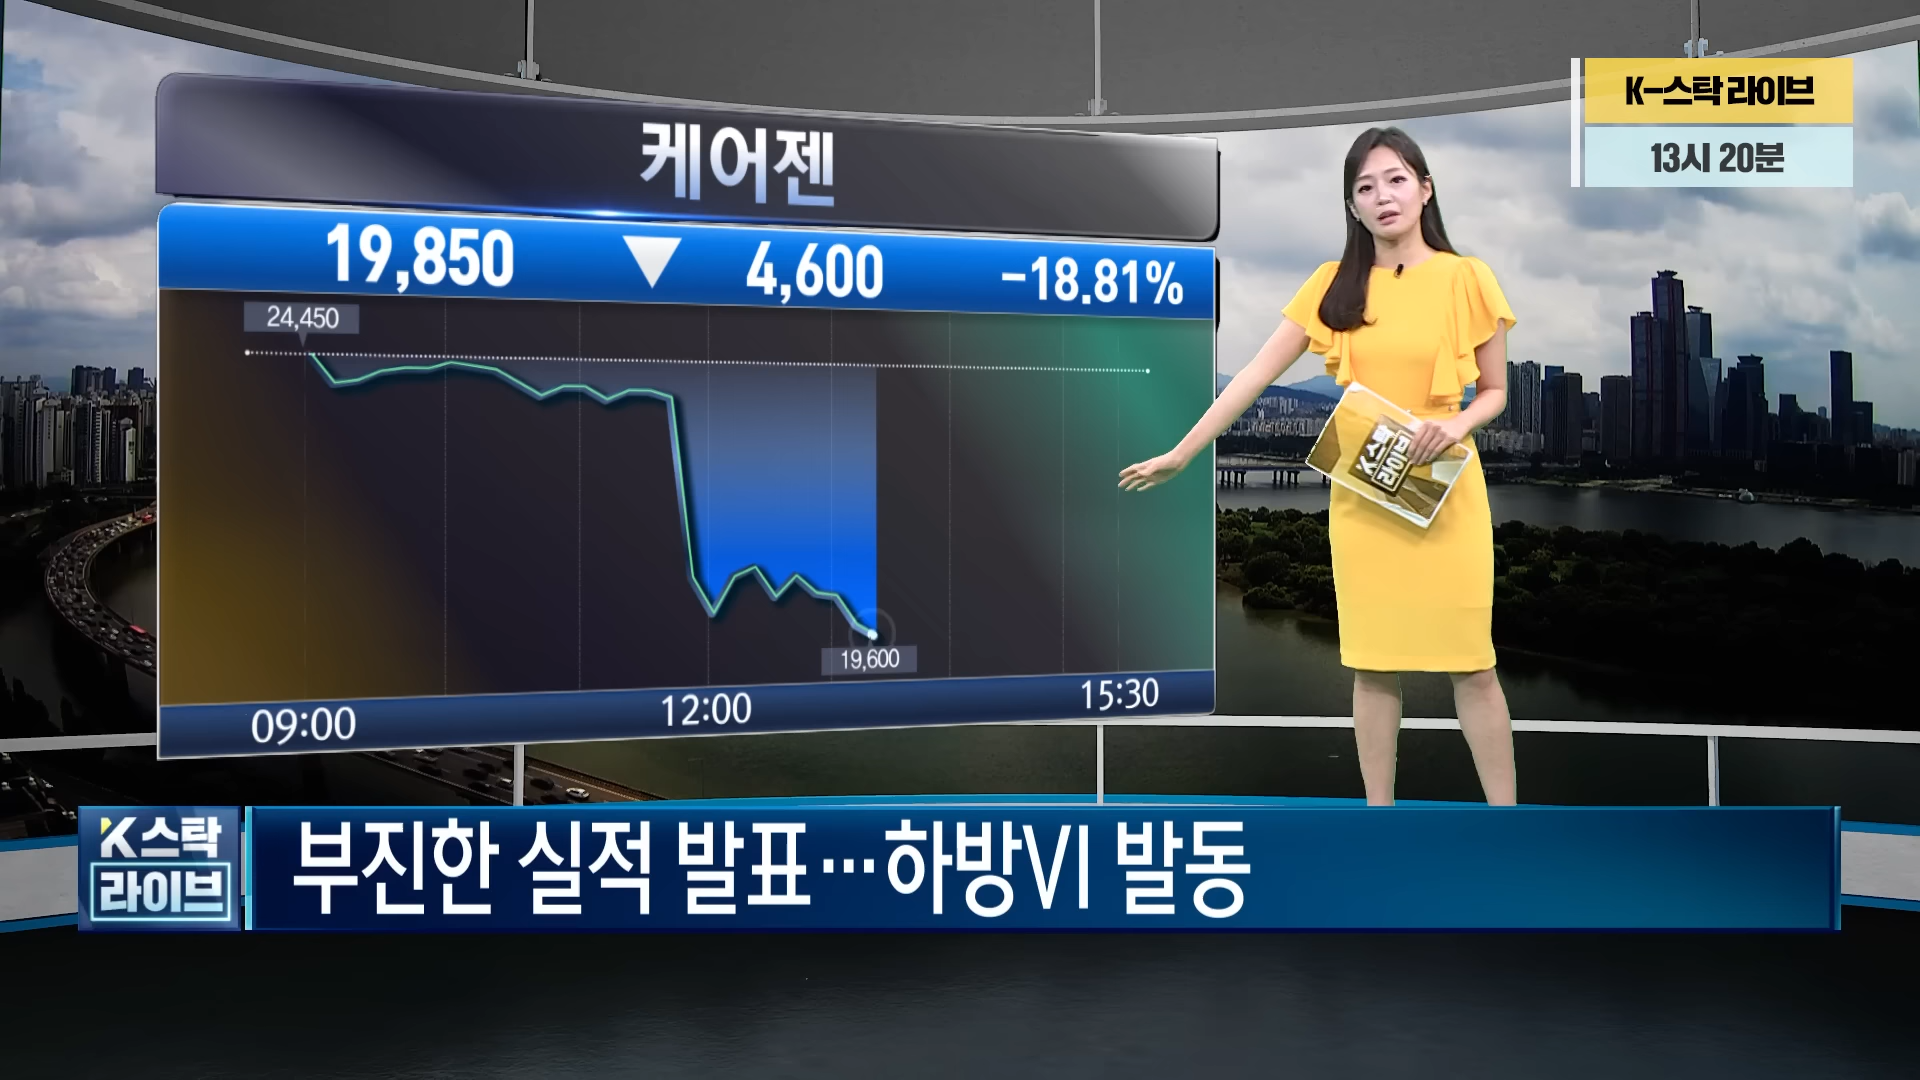 K-스탁 라이브
13시 20분
케어젠
19,850 ▼ 4,600 -18.81%
24,450
19,600
09:00 12:00 15:30
K스탁
라이브
부진한 실적 발표…하방VI 발동